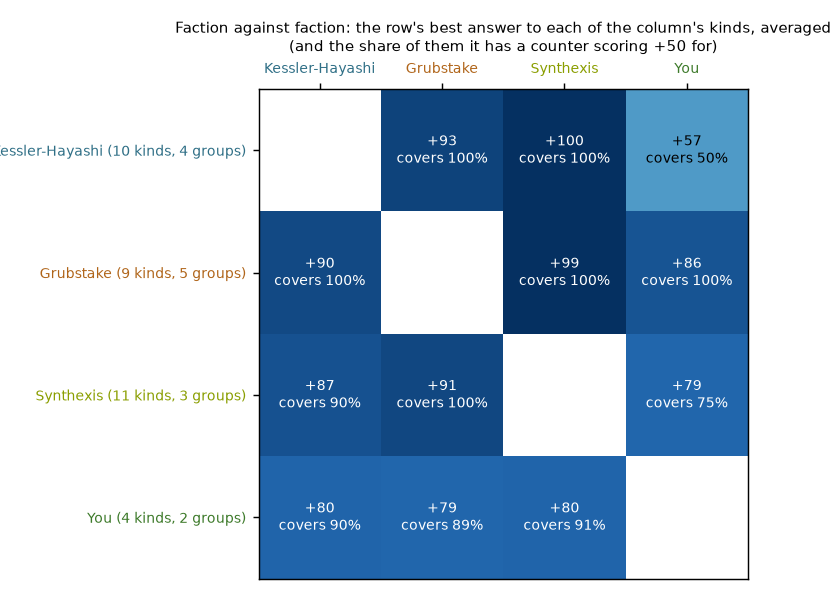 Faction against faction: the row's best answer to each of the column's kinds, averaged
(and the share of them it has a counter scoring +50 for)
Kessler-Hayashi Grubstake Synthexis You
essler-Hayashi (10 kinds, 4 groups)
+93
covers 100%
+100
covers 100%
+57
covers 50%
Grubstake (9 kinds, 5 groups)
+90
covers 100%
+99
covers 100%
+86
covers 100%
Synthexis (11 kinds, 3 groups)
+87
covers 90%
+91
covers 100%
+79
covers 75%
You (4 kinds, 2 groups)
+80
covers 90%
+79
covers 89%
+80
covers 91%